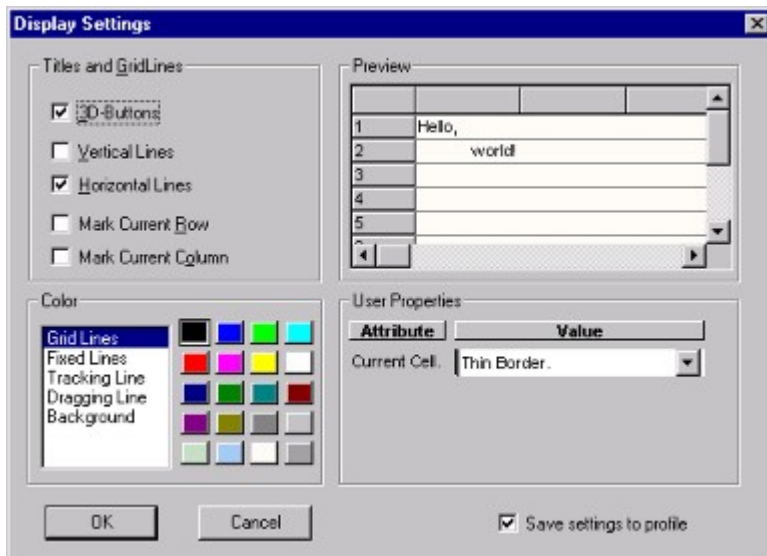 Display Settings
Titles and GridLines
3D-Buttons
Vertical Lines
Horizontal Lines
Mark Current Row
Mark Current Column
Preview
1 Hello,
2 world!
3
4
5
Color
Grid Lines
Fixed Lines
Tracking Line
Dragging Line
Background
User Properties
Attribute Value
Current Cell. Thin Border.
OK
Cancel
Save settings to profile